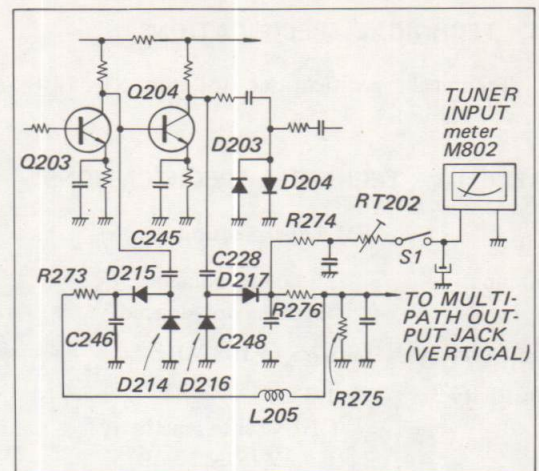 Q203
Q204
D203
D204
TUNER
INPUT
meter
M802
RT202
S1
R274
C245
C228
R273
D215
D217
R276
TO MULTI-
PATH OUT-
PUT JACK
(VERTICAL)
C246
C248
D214
D216
R275
L205